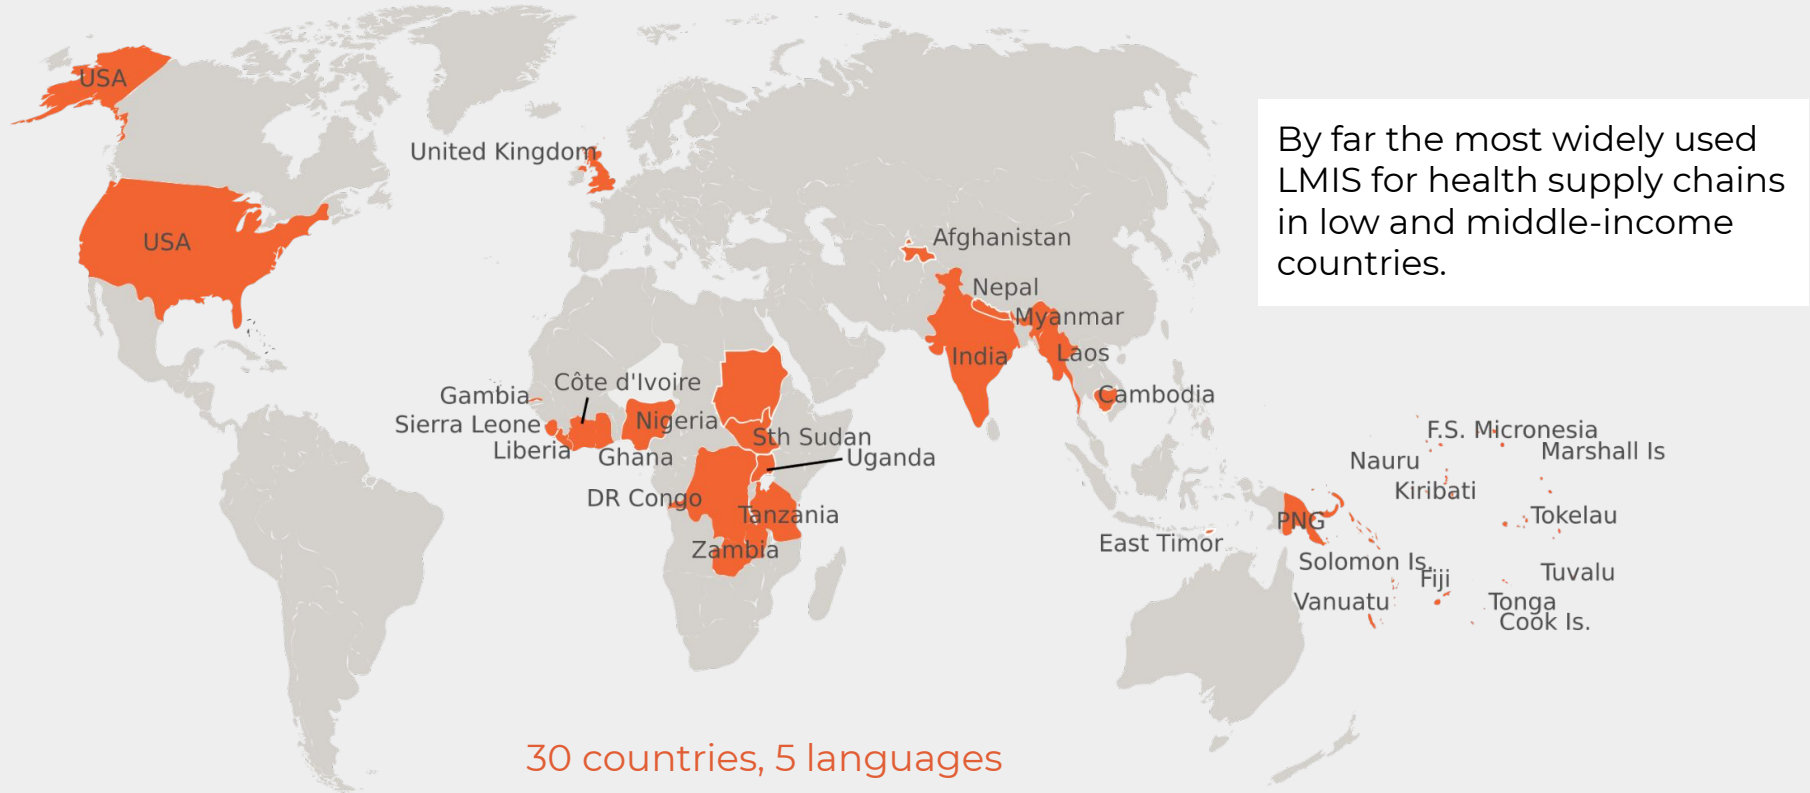 USA
United Kingdom
By far the most widely used
LMIS for health supply chains
in low and middle-income
countries.
USA
Afghanistan
Nepal
Myanmar
India
Laos
Gambia
Côte d'Ivoire
Cambodia
Sierra Leone
Nigeria
Liberia
Ghana
Sth Sudan
Uganda
F.S. Micronesia
Marshall Is
Nauru
Kiribati
DR Congo
Tanzania
PNG
Tokelau
Zambia
East Timor
Solomon Is.
Fiji
Tuvalu
Vanuatu
Tonga
Cook Is.
30 countries, 5 languages